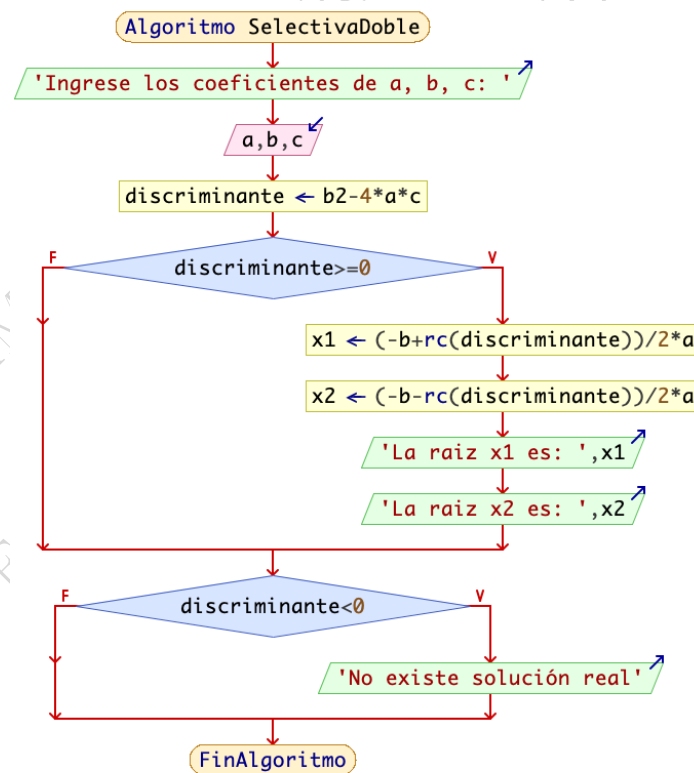 Algoritmo SelectivaDoble
'Ingrese los coeficientes de a, b, c: '
a,b,c
discriminante ← b2-4*a*c
F
discriminante>=0
V
x1 ← (-b+rc(discriminante))/2*a
x2 ← (-b-rc(discriminante))/2*a
'La raiz x1 es: ',x1
'La raiz x2 es: ',x2
F
discriminante<0
V
'No existe solución real'
FinAlgoritmo